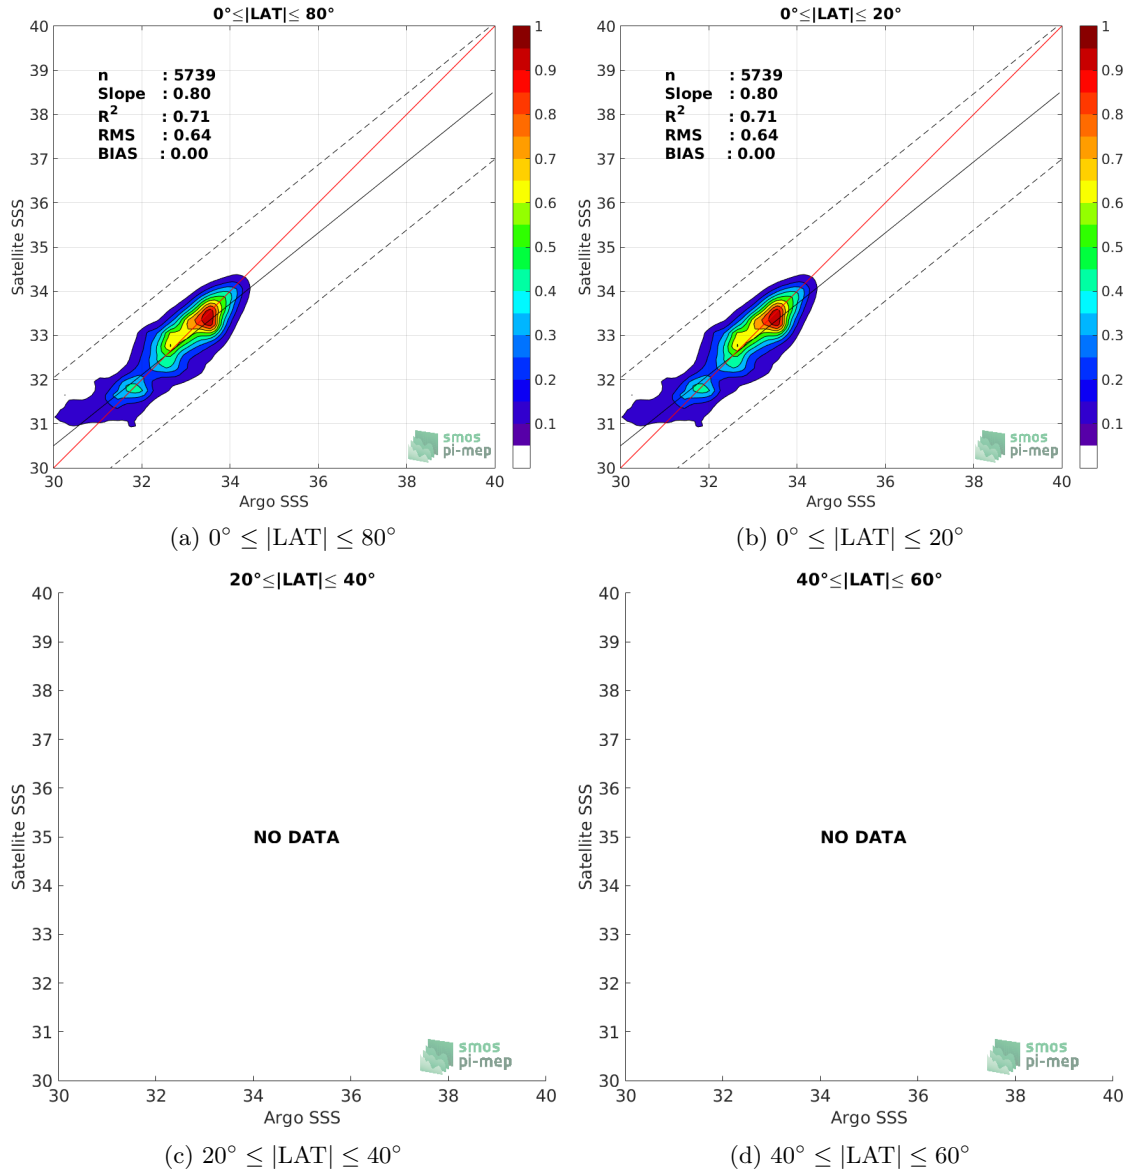 0°≤|LAT|≤ 80°
40
39
38
37
36
35
34
33
32
31
30
Satellite SSS
n : 5739
Slope : 0.80
R² : 0.71
RMS : 0.64
BIAS : 0.00
smos
pi-mep
30 32 34 36 38 40
Argo SSS
1
0.9
0.8
0.7
0.6
0.5
0.4
0.3
0.2
0.1
(a) 0° ≤ |LAT| ≤ 80°
0°≤|LAT|≤ 20°
40
39
38
37
36
35
34
33
32
31
30
Satellite SSS
n : 5739
Slope : 0.80
R² : 0.71
RMS : 0.64
BIAS : 0.00
smos
pi-mep
30 32 34 36 38 40
Argo SSS
1
0.9
0.8
0.7
0.6
0.5
0.4
0.3
0.2
0.1
(b) 0° ≤ |LAT| ≤ 20°
20°≤|LAT|≤ 40°
40
39
38
37
36
35
34
33
32
31
30
Satellite SSS
NO DATA
smos
pi-mep
30 32 34 36 38 40
Argo SSS
(c) 20° ≤ |LAT| ≤ 40°
40°≤|LAT|≤ 60°
40
39
38
37
36
35
34
33
32
31
30
Satellite SSS
NO DATA
smos
pi-mep
30 32 34 36 38 40
Argo SSS
(d) 40° ≤ |LAT| ≤ 60°